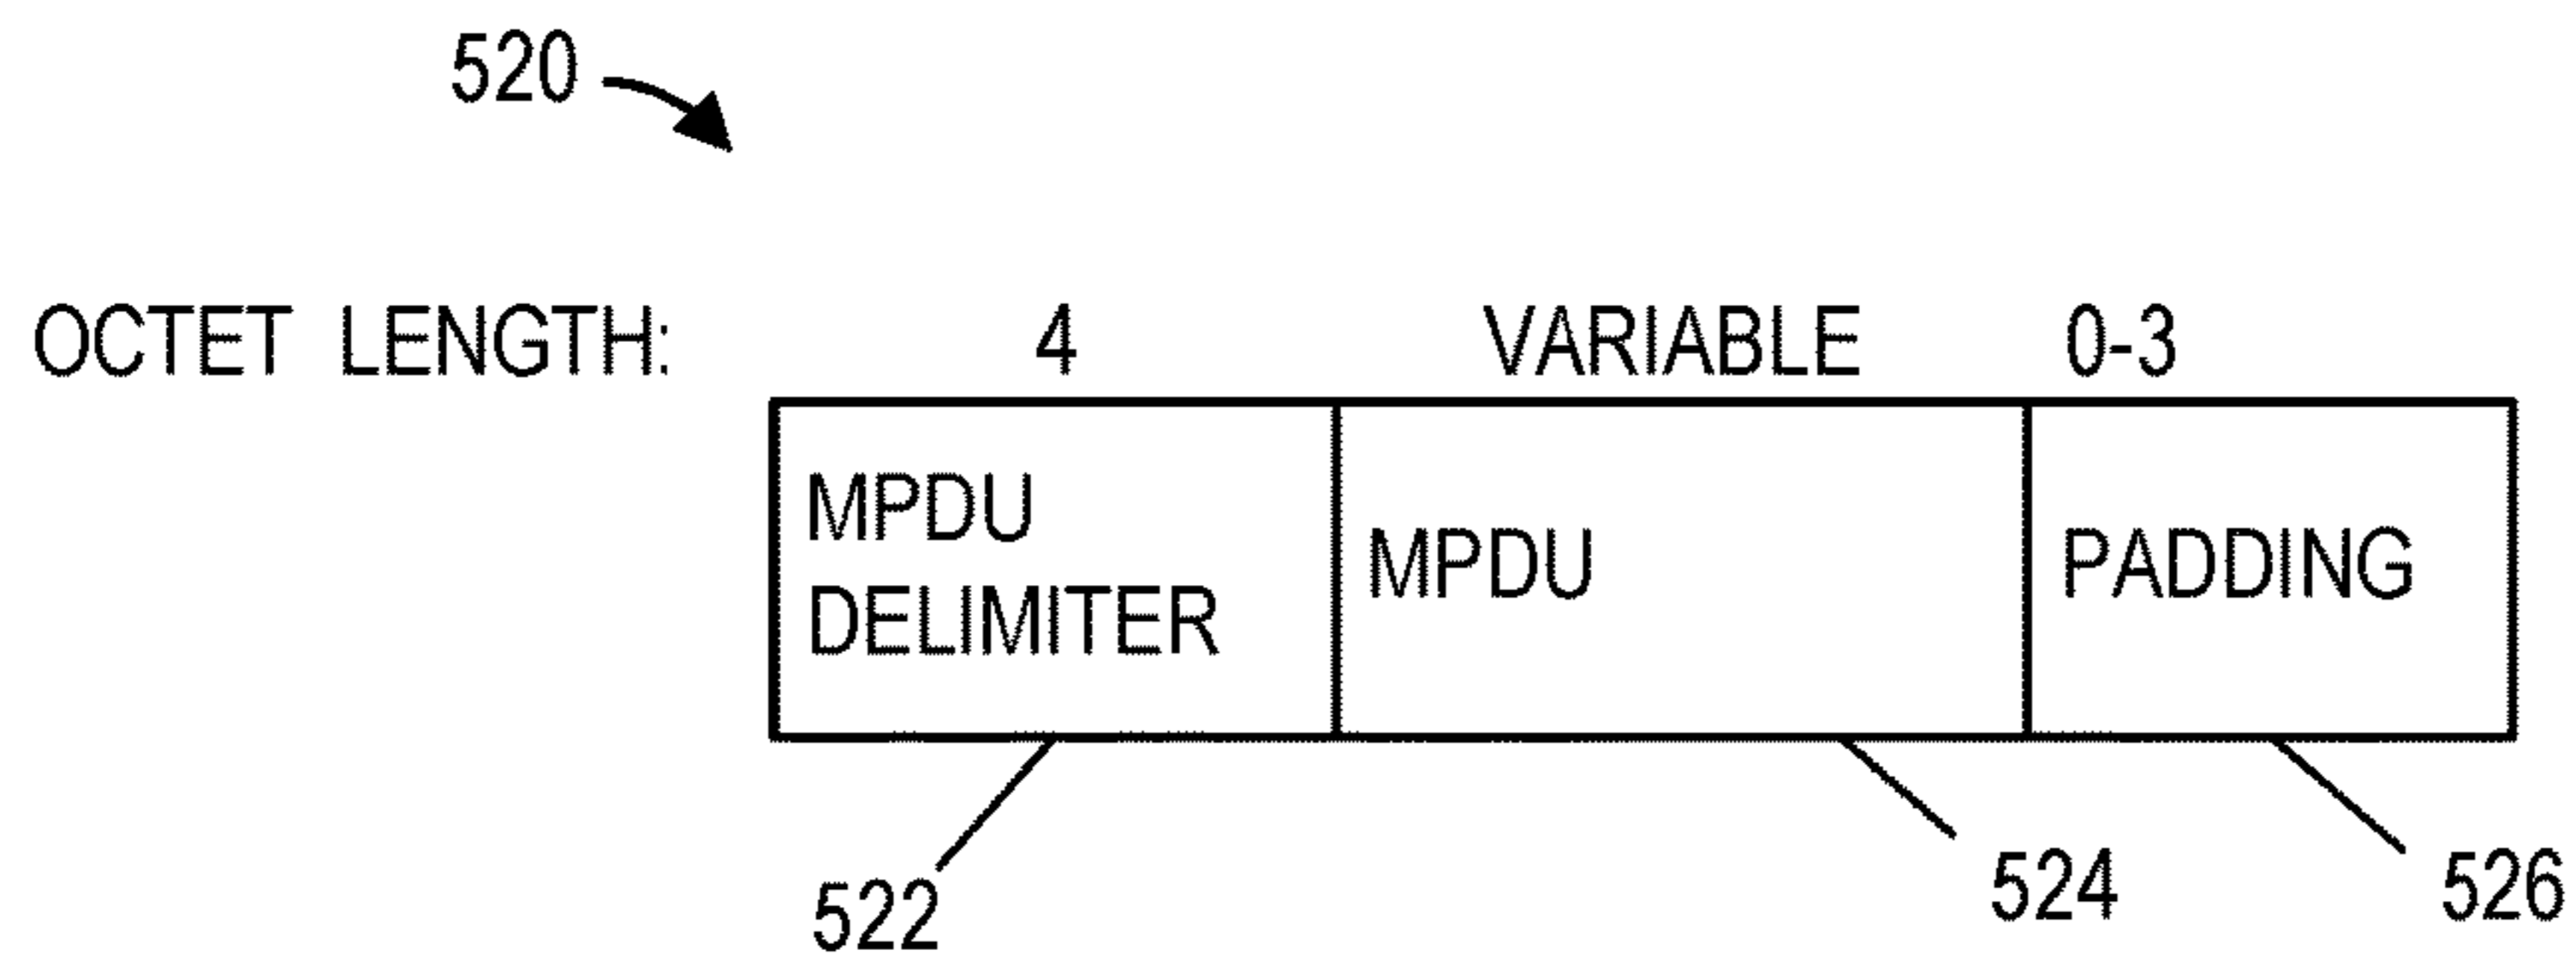 520
OCTET LENGTH: 4 VARIABLE 0-3
MPDU
DELIMITER
MPDU
PADDING
522
524
526